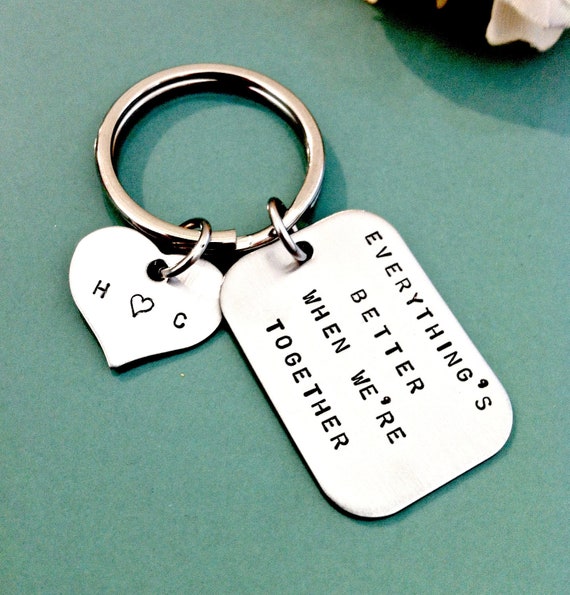 H ♡ C
EVERYTHING'S
BETTER
WHEN WE'RE
TOGETHER